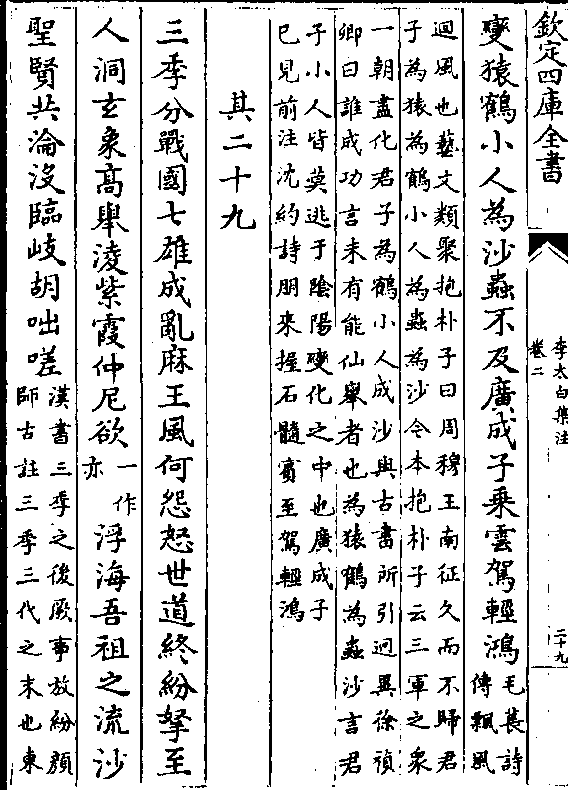 欽定四庫全書
李太白集注
卷二
二十九
變猿鶴小人為沙蟲不及廣成子乘雲駕輕鴻
毛萇詩
傳飄風
迴風也藝文類聚抱朴子曰周穆王南征久而不歸君
子為猿為鶴小人為蟲為沙今本抱朴子云三軍之衆
一朝盡化君子為鶴小人成沙與古書所引迥異徐禎
卿曰誰成功言未有能仙舉者也為猿鶴為蟲沙言君
子小人皆莫逃于陰陽變化之中也廣成子
已見前注沈約詩朋來握石髓賓至駕輕鴻
其二十九
三季分戰國七雄成亂麻王風何怨怒世道終紛拏至
人洞玄象高舉淩紫霞仲尼欲
一作
亦
浮海吾祖之流沙
聖賢共淪沒臨岐胡咄嗟
漢書三季之後厥事放紛顔
師古註三季三代之末也東